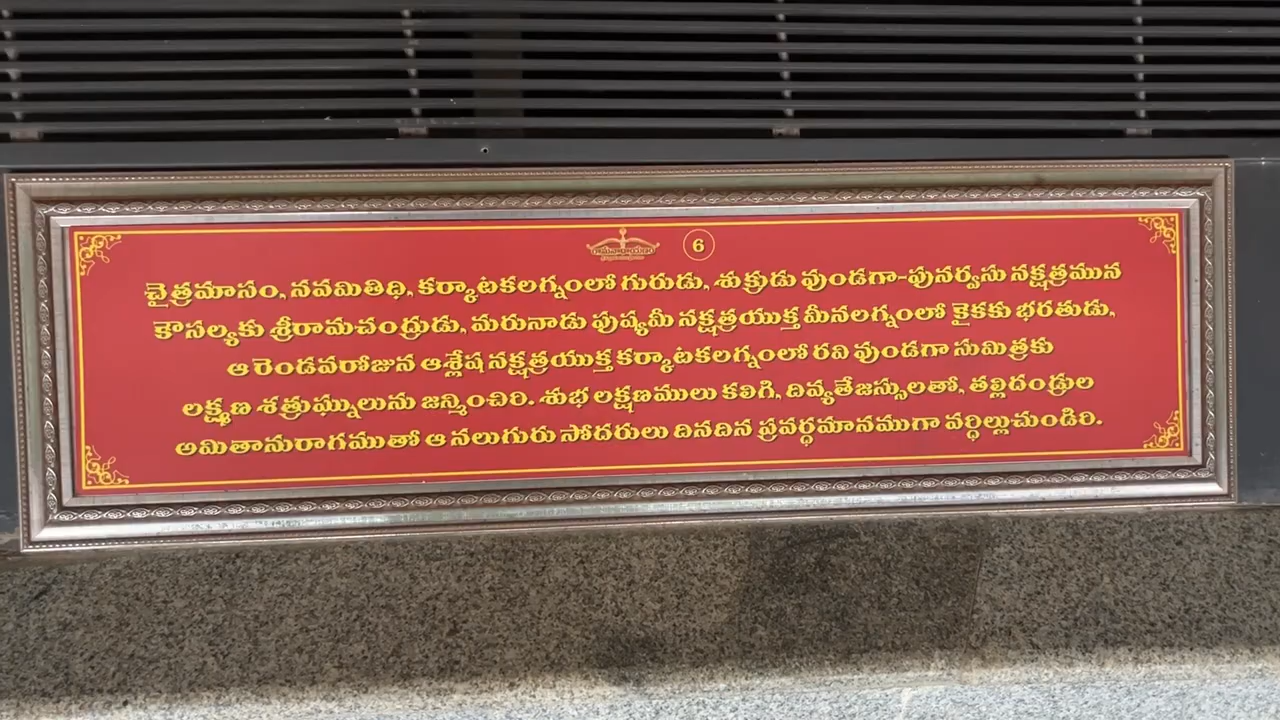 రామనారాయణం
6
చైత్రమాసం, నవమితిథి, కర్కాటకలగ్నంలో గురుడు, శుక్రుడు వుండగా-పునర్వసు నక్షత్రమున
కౌసల్యకు శ్రీరామచంద్రుడు, మరునాడు పుష్యమీ నక్షత్రయుక్త మీనలగ్నంలో కైకకు భరతుడు,
ఆ రెండవరోజున ఆశ్లేష నక్షత్రయుక్త కర్కాటకలగ్నంలో రవి వుండగా సుమిత్రకు
లక్ష్మణ శత్రుఘ్నులును జన్మించిరి. శుభ లక్షణములు కలిగి, దివ్యతేజస్సులతో, తల్లిదండ్రుల
అమితానురాగముతో ఆ నలుగురు సోదరులు దినదిన ప్రవర్ధమానముగా వర్ధిల్లుచుండిరి.